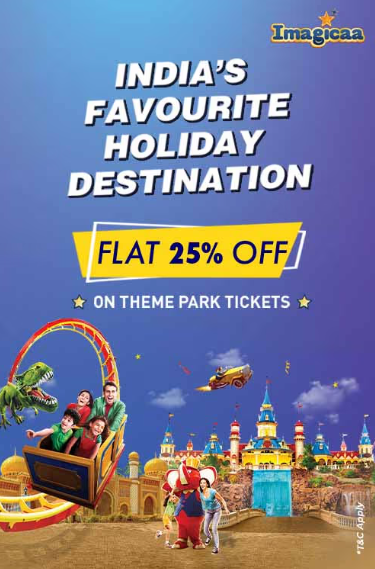 Imagicaa
INDIA'S
FAVOURITE
HOLIDAY
DESTINATION
FLAT 25% OFF
ON THEME PARK TICKETS
*T&C Apply